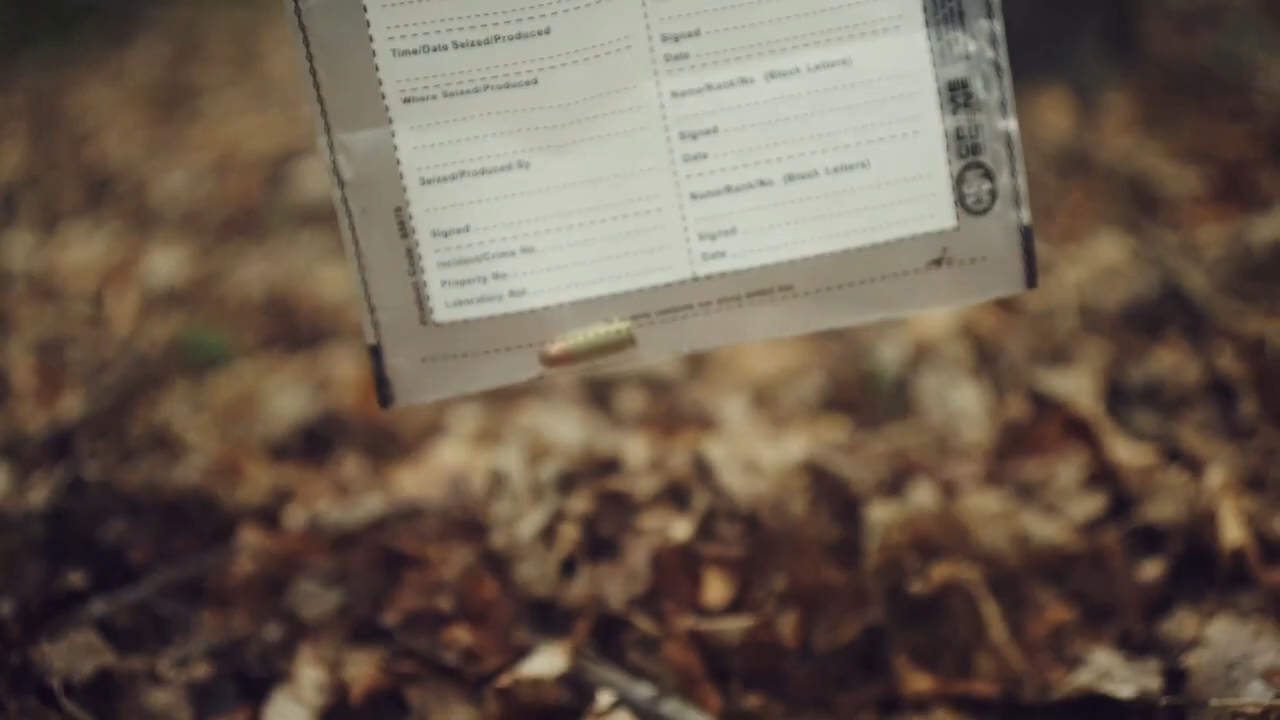 Time/Date Seized/Produced
Where Seized/Produced
Seized/Produced By
Signed
Incident/Crime No.
Property No.
Laboratory Ref.
Signed
Date
Name/Rank/No. (Block Letters)
Signed
Date
Name/Rank/No. (Block Letters)
Signed
Date